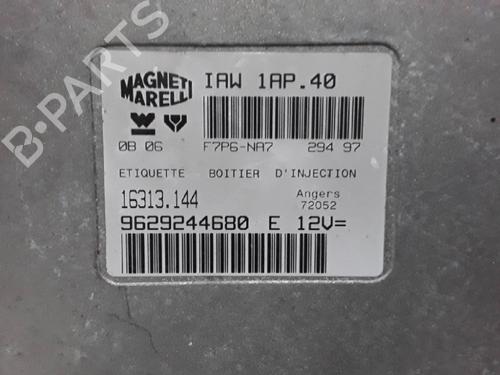 MAGNETI MARELLI
IAW 1AP.40
0B 06 F7P6-NA7 294 97
ETIQUETTE BOITIER D'INJECTION
16313.144 Angers 72052
9629244680 E 12V=
B-PARTS